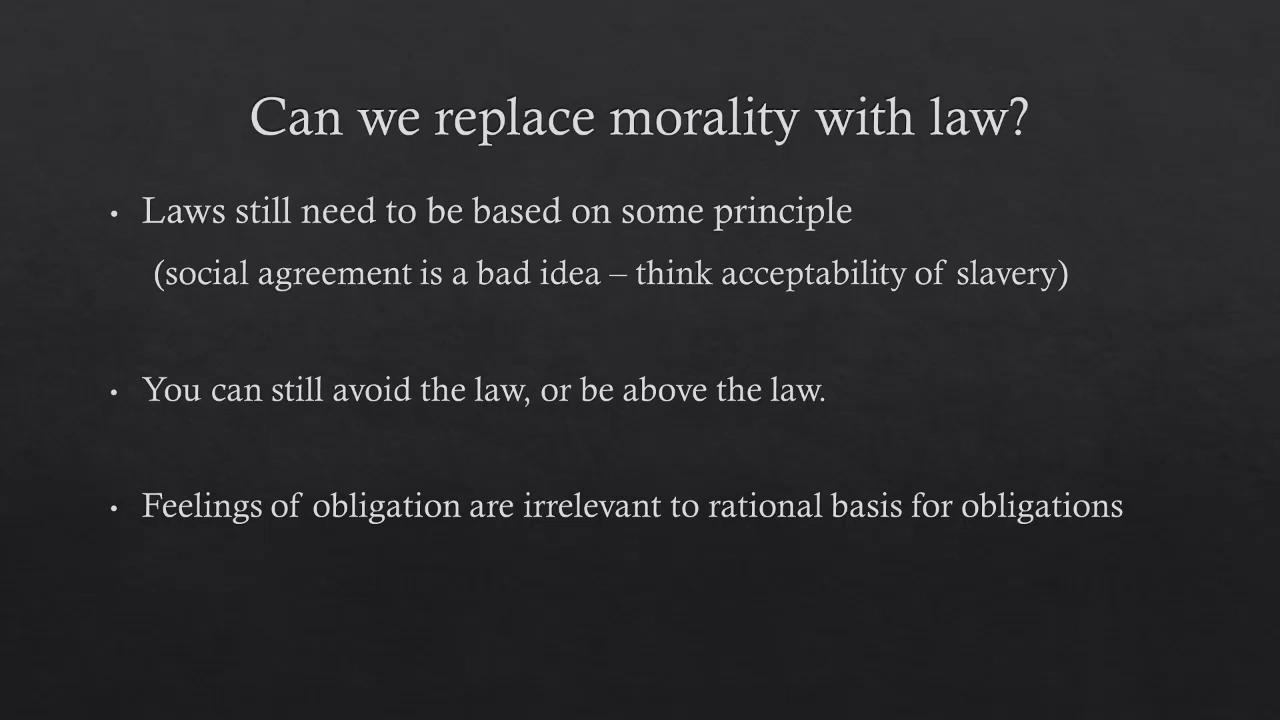 Can we replace morality with law?
• Laws still need to be based on some principle
(social agreement is a bad idea – think acceptability of slavery)
• You can still avoid the law, or be above the law.
• Feelings of obligation are irrelevant to rational basis for obligations